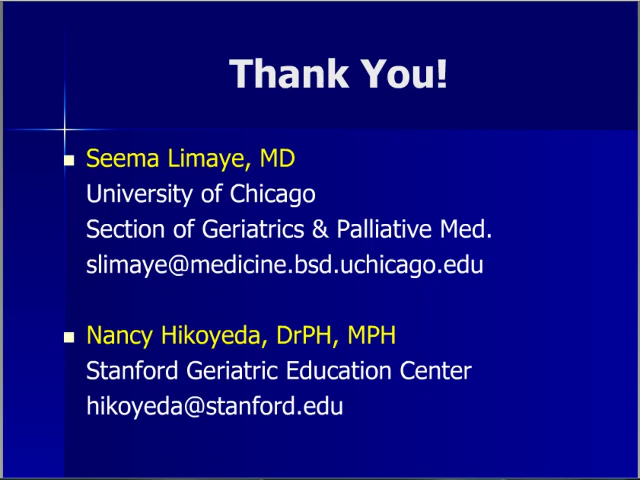 Thank You!
Seema Limaye, MD
University of Chicago
Section of Geriatrics & Palliative Med.
slimaye@medicine.bsd.uchicago.edu
Nancy Hikoyeda, DrPH, MPH
Stanford Geriatric Education Center
hikoyeda@stanford.edu